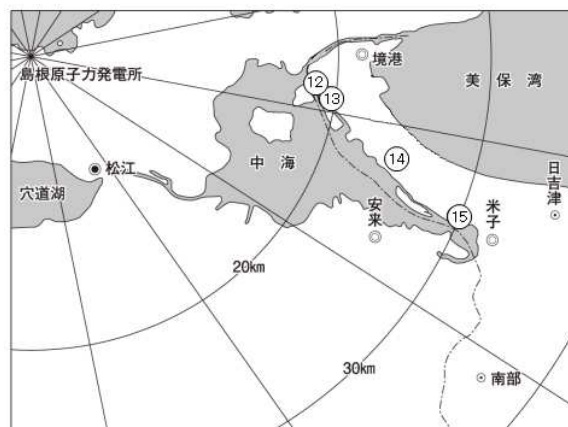 島根原子力発電所
境港
美保湾
⑫
⑬
中海
⑭
松江
穴道湖
日吉津
安来
⑮
米子
20km
30km
南部